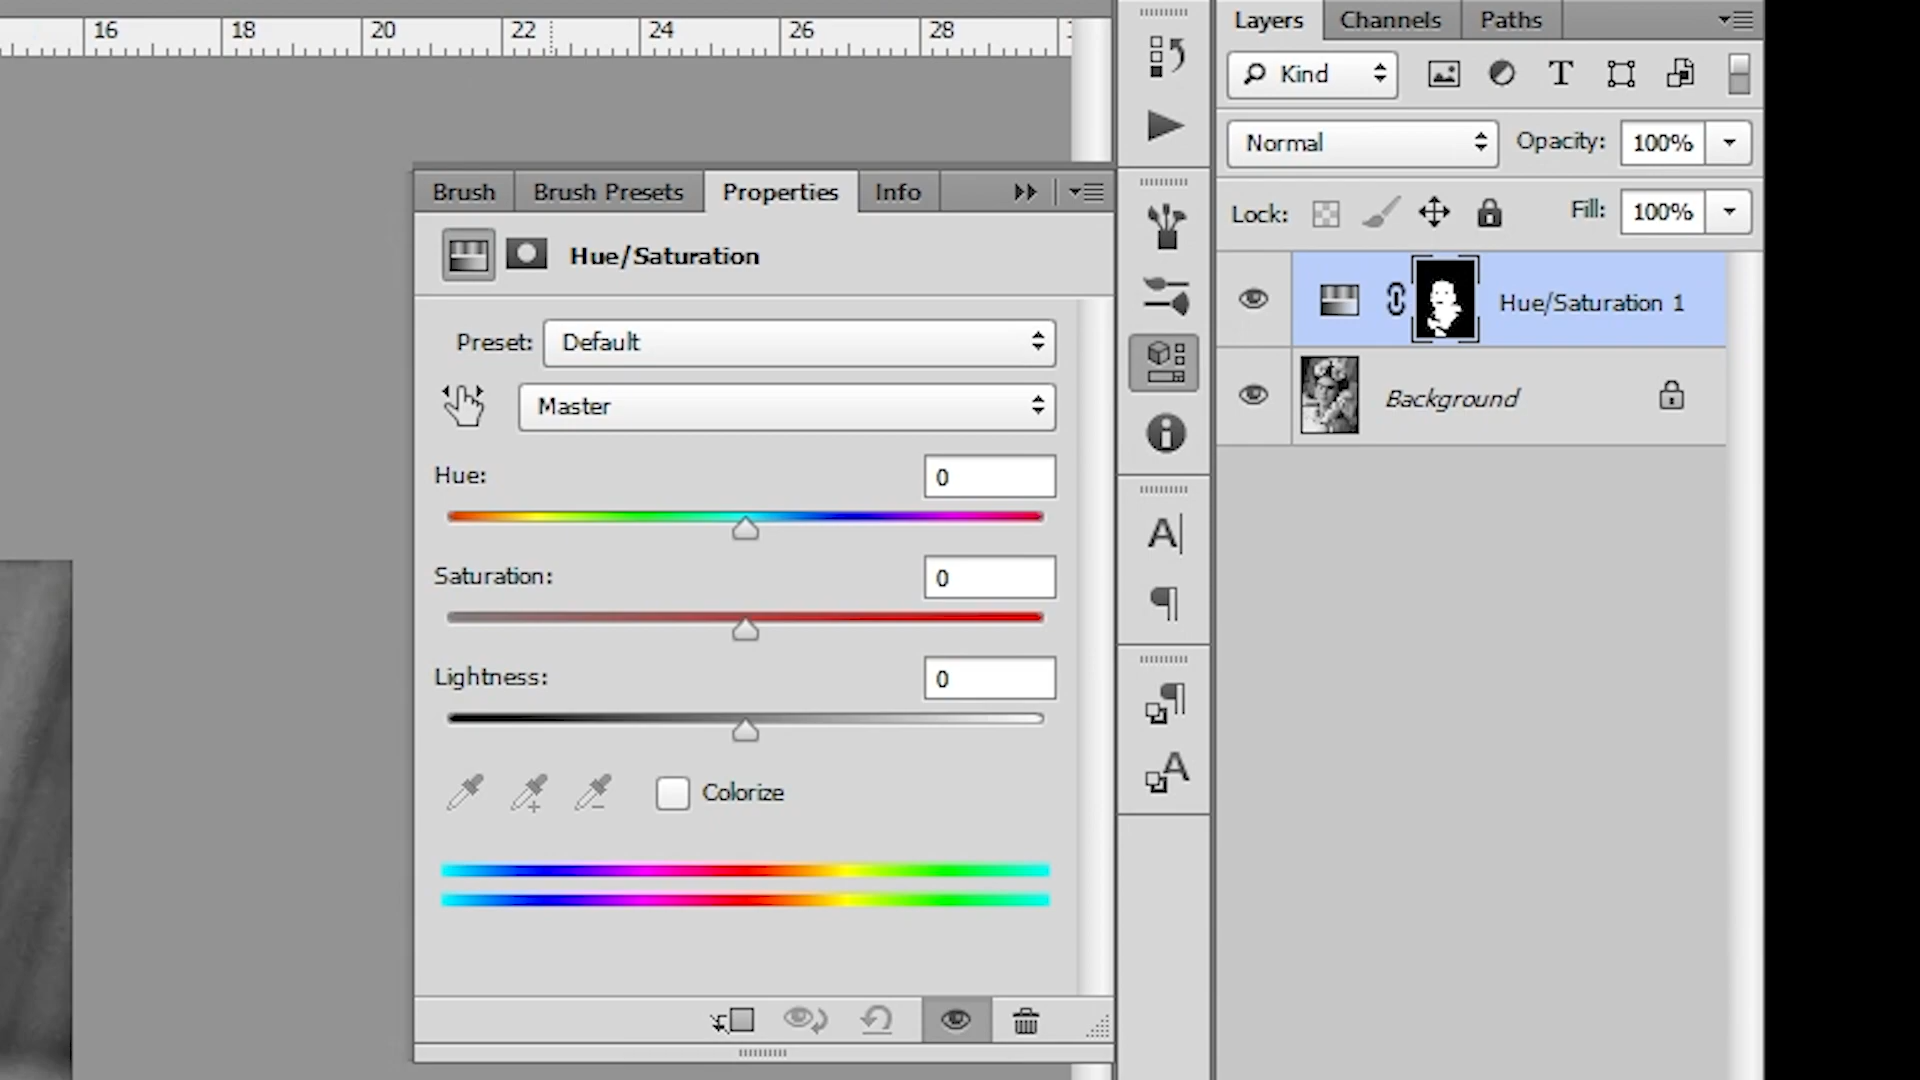 16 18 20 22 24 26 28
Layers Channels Paths
Kind
Normal Opacity: 100%
Lock: Fill: 100%
Hue/Saturation 1
Background
Brush Brush Presets Properties Info
Hue/Saturation
Preset: Default
Master
Hue: 0
Saturation: 0
Lightness: 0
Colorize